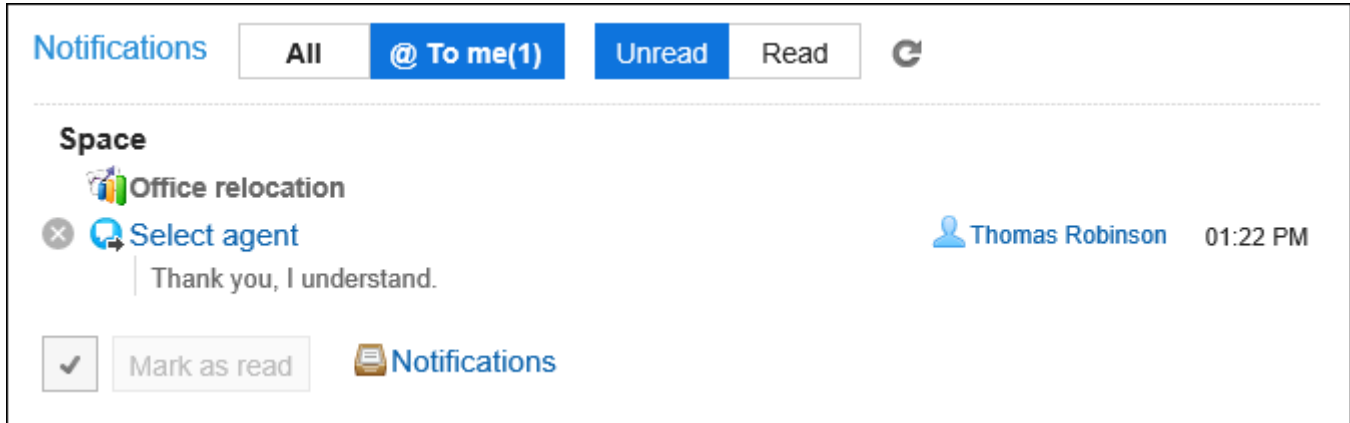 Notifications All @ To me(1) Unread Read
Space
Office relocation
Select agent Thomas Robinson 01:22 PM
Thank you, I understand.
Mark as read Notifications